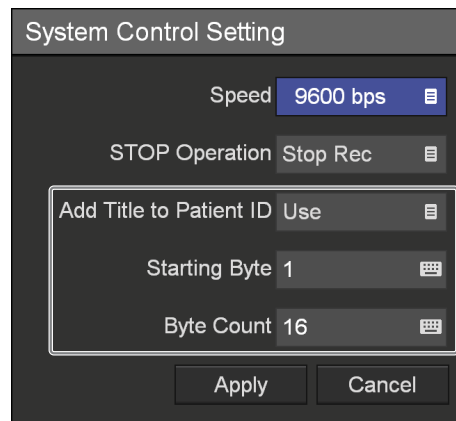 System Control Setting
Speed 9600 bps
STOP Operation Stop Rec
Add Title to Patient ID Use
Starting Byte 1
Byte Count 16
Apply Cancel